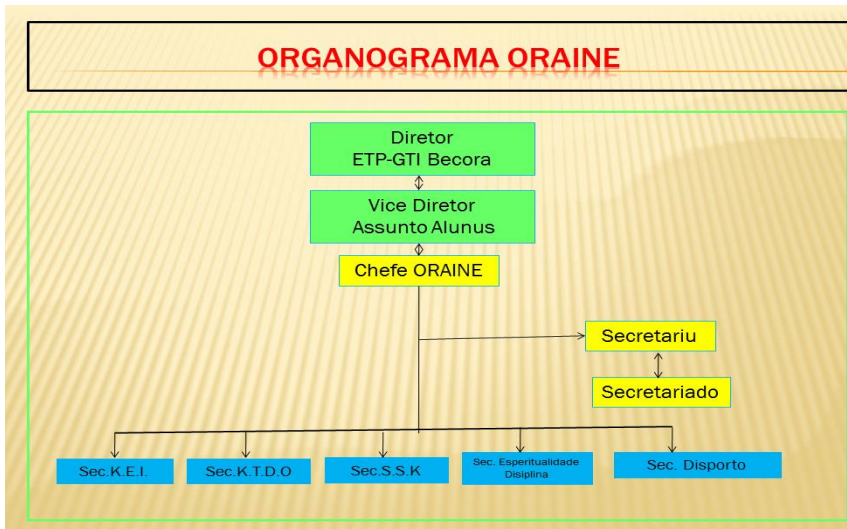 ORGANOGRAMA ORAINE
Diretor
ETP-GTI Becora
Vice Diretor
Assunto Alunus
Chefe ORAINE
Secretariu
Secretariado
Sec.K.E.I.
Sec.K.T.D.O
Sec.S.S.K
Sec. Esperitualidade
Disiplina
Sec. Disporto